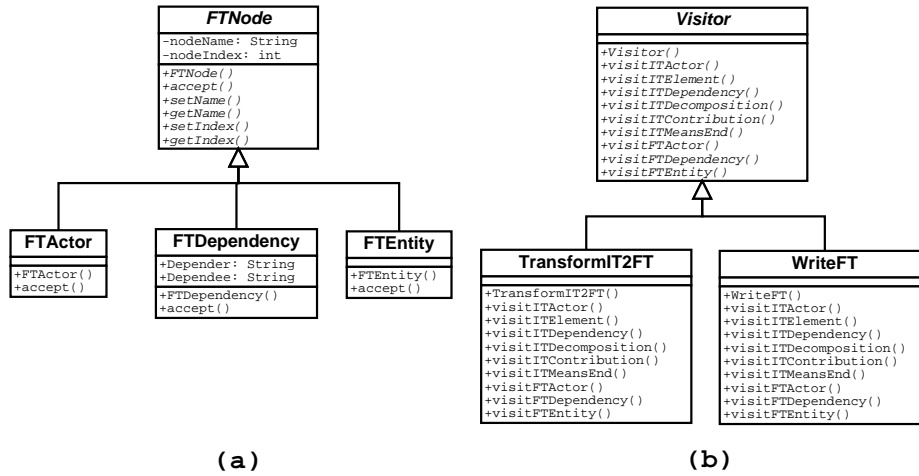 FTNode
-nodeName: String
-nodeIndex: int
+FTNode()
+accept()
+setName()
+getName()
+setIndex()
+getIndex()
FTActor
+FTActor()
+accept()
FTDependency
+Depender: String
+Dependee: String
+FTDependency()
+accept()
FTEntity
+FTEntity()
+accept()
(a)
Visitor
+Visitor()
+visitITActor()
+visitITElement()
+visitITDependency()
+visitITDecomposition()
+visitITContribution()
+visitITMeansEnd()
+visitFTActor()
+visitFTDependency()
+visitFTEntity()
TransformIT2FT
+TransformIT2FT()
+visitITActor()
+visitITElement()
+visitITDependency()
+visitITDecomposition()
+visitITContribution()
+visitITMeansEnd()
+visitFTActor()
+visitFTDependency()
+visitFTEntity()
WriteFT
+WriteFT()
+visitITActor()
+visitITElement()
+visitITDependency()
+visitITDecomposition()
+visitITContribution()
+visitITMeansEnd()
+visitFTActor()
+visitFTDependency()
+visitFTEntity()
(b)